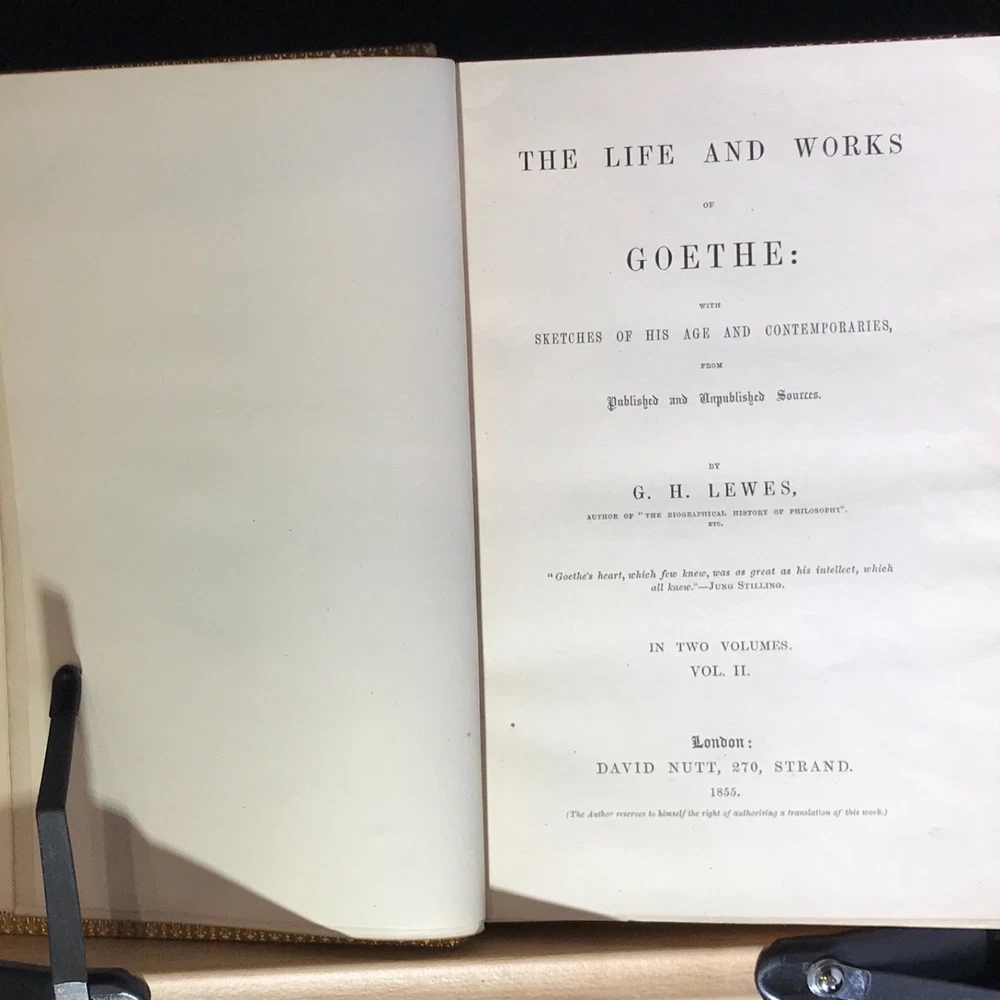 THE LIFE AND WORKS
OF
GOETHE:
WITH
SKETCHES OF HIS AGE AND CONTEMPORARIES,
FROM
Published and Unpublished Sources.
BY
G. H. LEWES,
AUTHOR OF "THE BIOGRAPHICAL HISTORY OF PHILOSOPHY".
ETC.
"Goethe's heart, which few knew, was as great as his intellect, which
all knew."—JUNG STILLING.
IN TWO VOLUMES.
VOL. II.
London:
DAVID NUTT, 270, STRAND.
1855.
(The Author reserves to himself the right of authorising a translation of this work.)